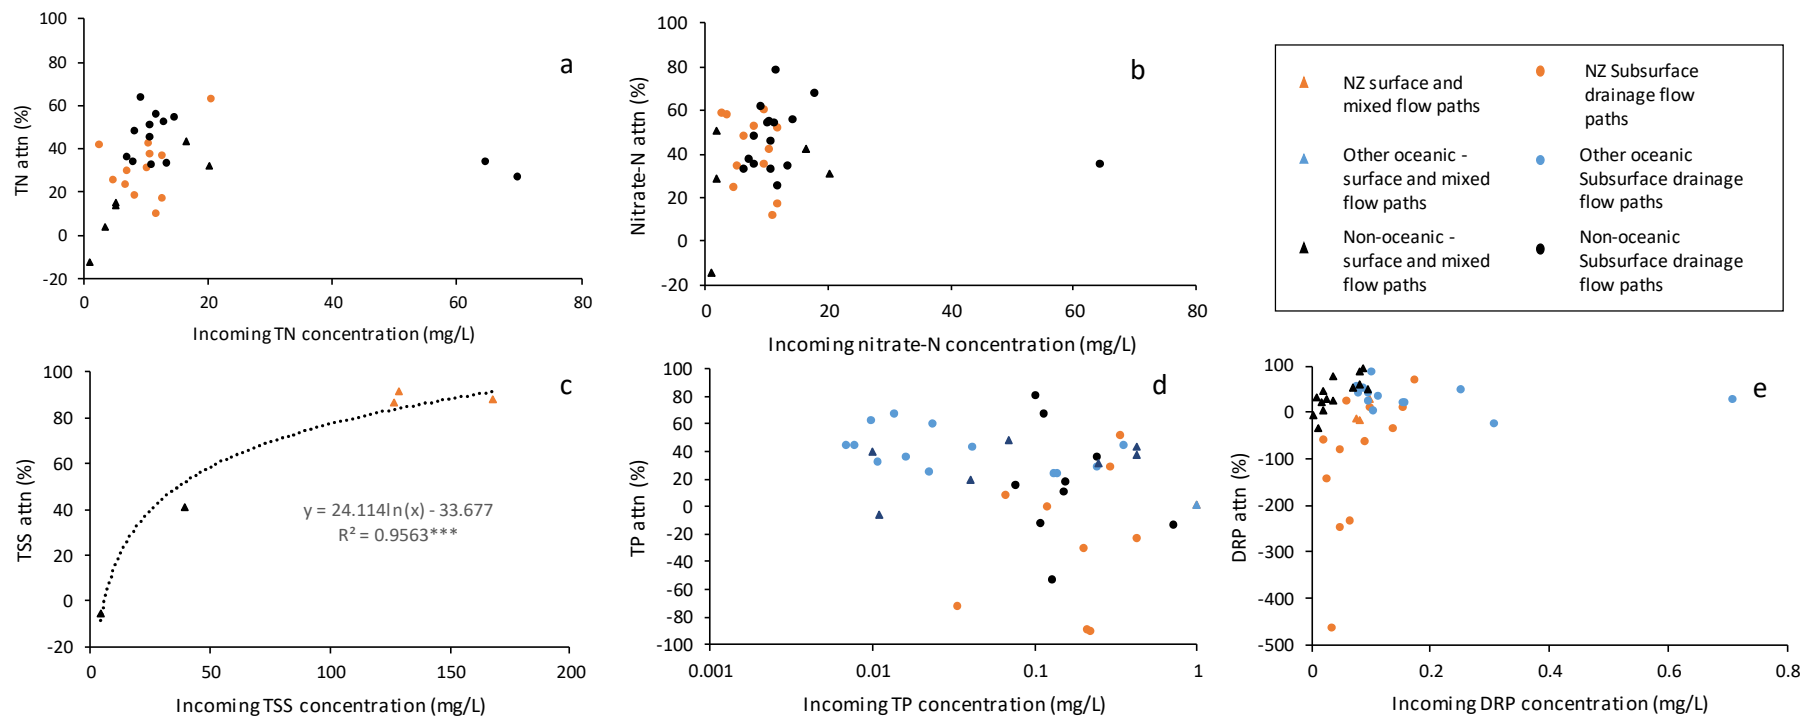 a
TN attn (%)
100
80
60
40
20
0
-20
0
20
40
60
80
Incoming TN concentration (mg/L)
b
Nitrate-N attn (%)
100
80
60
40
20
0
-20
0
20
40
60
80
Incoming nitrate-N concentration (mg/L)
NZ surface and
mixed flow paths
NZ Subsurface
drainage flow
paths
Other oceanic -
surface and mixed
flow paths
Other oceanic
Subsurface drainage
flow paths
Non-oceanic -
surface and mixed
flow paths
Non-oceanic
Subsurface drainage
flow paths
c
TSS attn (%)
100
80
60
40
20
0
-20
y = 24.114ln(x) - 33.677
R² = 0.9563***
0
50
100
150
200
Incoming TSS concentration (mg/L)
d
TP attn (%)
100
80
60
40
20
0
-20
-40
-60
-80
-100
0.001
0.01
0.1
1
Incoming TP concentration (mg/L)
e
DRP attn (%)
100
0
-100
-200
-300
-400
-500
0
0.2
0.4
0.6
0.8
Incoming DRP concentration (mg/L)